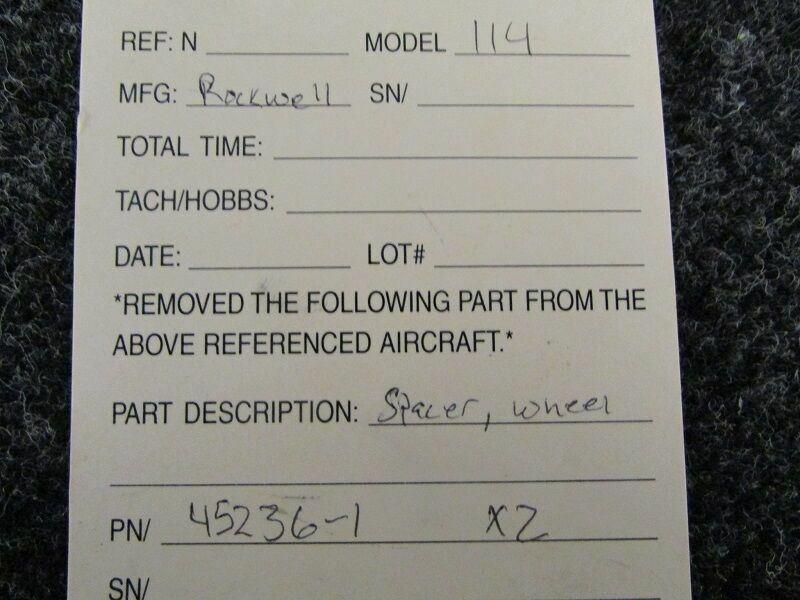 REF: N MODEL 114
MFG: Rockwell SN/
TOTAL TIME:
TACH/HOBBS:
DATE: LOT#
*REMOVED THE FOLLOWING PART FROM THE
ABOVE REFERENCED AIRCRAFT.*
PART DESCRIPTION: Spacer, wheel
PN/ 45236-1 X2
SN/